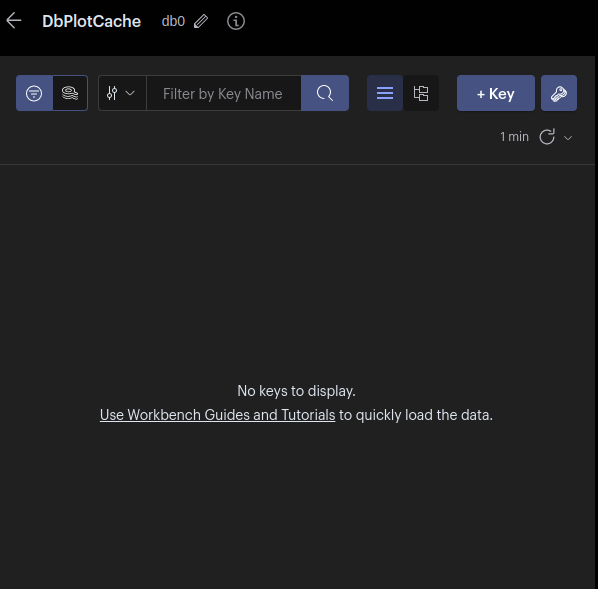 DbPlotCache db0
Filter by Key Name + Key
1 min
No keys to display.
Use Workbench Guides and Tutorials to quickly load the data.